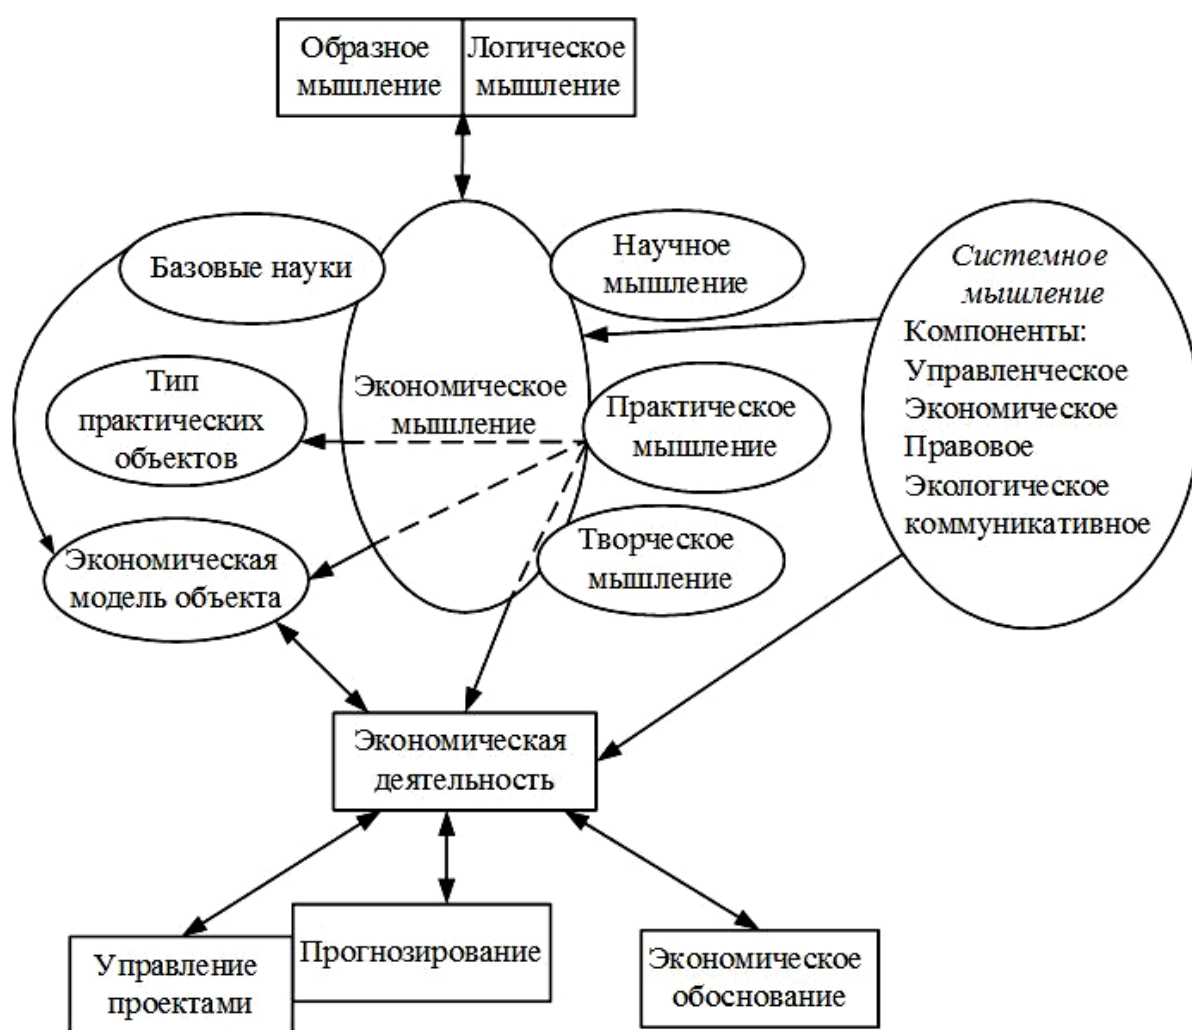 Образное
мышление
Логическое
мышление
Базовые науки
Научное
мышление
Системное
мышление
Компоненты:
Управленческое
Экономическое
Правовое
Экологическое
коммуникативное
Тип
практических
объектов
Экономическое
мышление
Практическое
мышление
Экономическая
модель объекта
Творческое
мышление
Экономическая
деятельность
Управление
проектами
Прогнозирование
Экономическое
обоснование